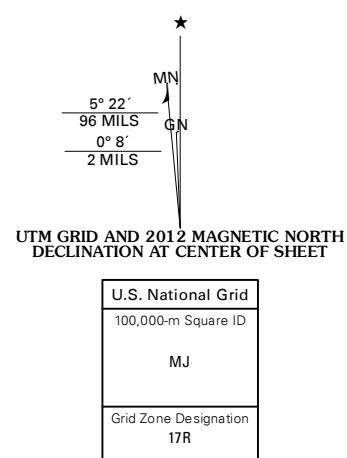 ★
MN
5° 22´
96 MILS
GN
0° 8´
2 MILS
UTM GRID AND 2012 MAGNETIC NORTH
DECLINATION AT CENTER OF SHEET
U.S. National Grid
100,000-m Square ID
MJ
Grid Zone Designation
17R